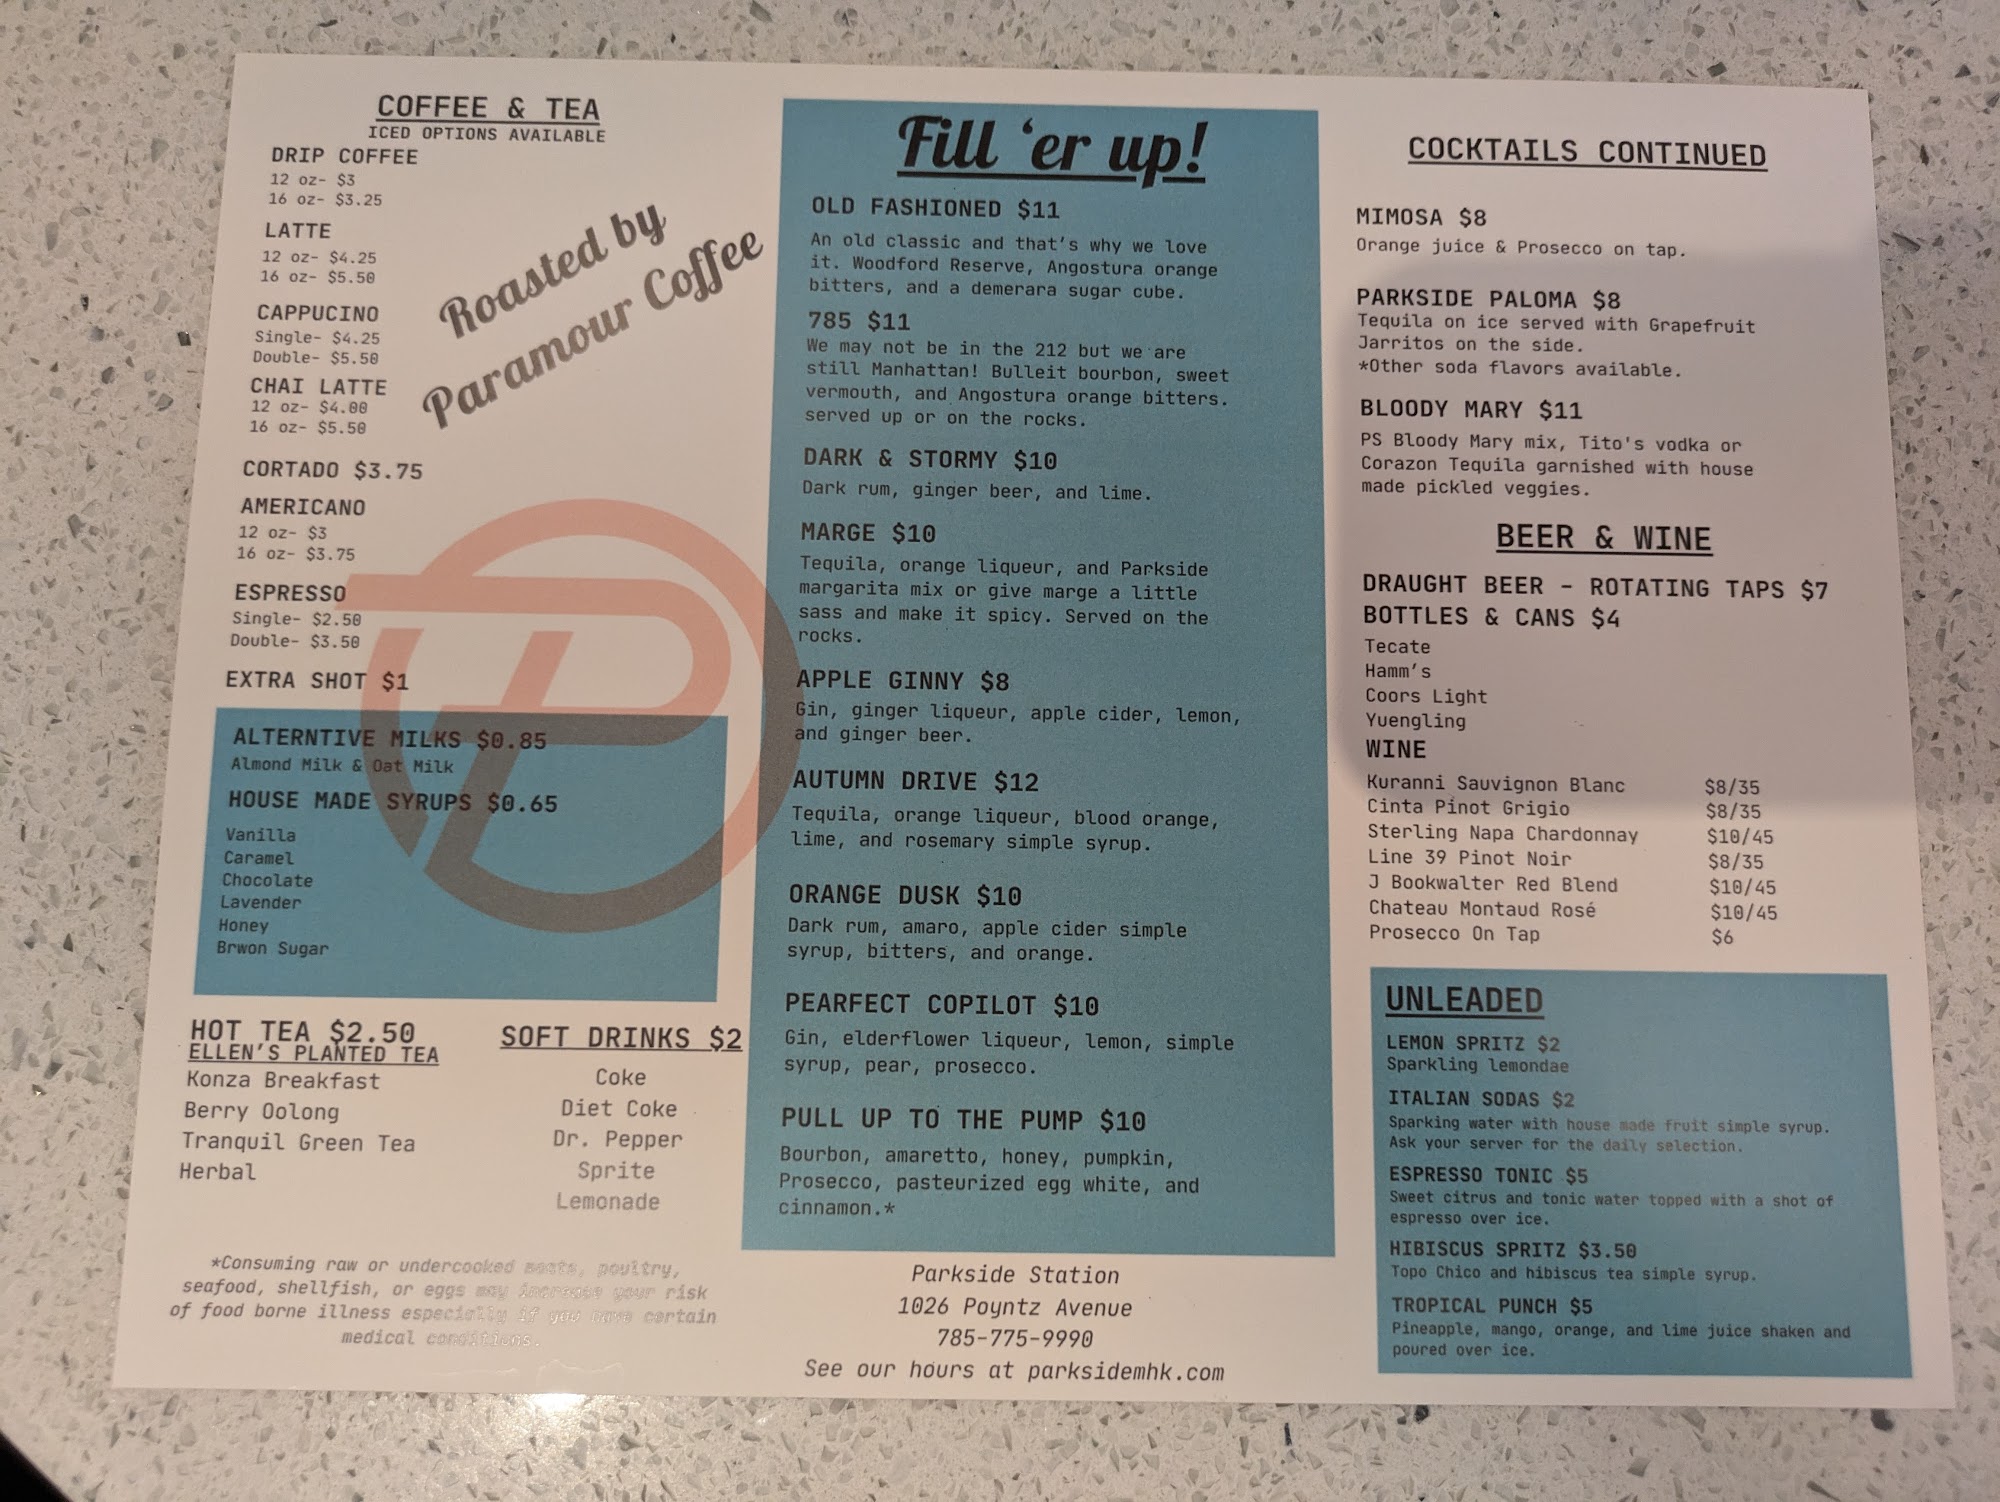 COFFEE & TEA
ICED OPTIONS AVAILABLE
DRIP COFFEE
12 oz- $3
16 oz- $3.25
LATTE
12 oz- $4.25
16 oz- $5.50
CAPPUCINO
Single- $4.25
Double- $5.50
CHAI LATTE
12 oz- $4.00
16 oz- $5.50
CORTADO $3.75
AMERICANO
12 oz- $3
16 oz- $3.75
ESPRESSO
Single- $2.50
Double- $3.50
EXTRA SHOT $1
Roasted by
Paramour Coffee
ALTERNTIVE MILKS $0.85
Almond Milk & Oat Milk
HOUSE MADE SYRUPS $0.65
Vanilla
Caramel
Chocolate
Lavender
Honey
Brwon Sugar
HOT TEA $2.50
ELLEN'S PLANTED TEA
Konza Breakfast
Berry Oolong
Tranquil Green Tea
Herbal
SOFT DRINKS $2
Coke
Diet Coke
Dr. Pepper
Sprite
Lemonade
*Consuming raw or undercooked meats, poultry,
seafood, shellfish, or eggs may increase your risk
of food borne illness especially if you have certain
medical conditions.
Fill 'er up!
OLD FASHIONED $11
An old classic and that's why we love
it. Woodford Reserve, Angostura orange
bitters, and a demerara sugar cube.
785 $11
We may not be in the 212 but we are
still Manhattan! Bulleit bourbon, sweet
vermouth, and Angostura orange bitters.
served up or on the rocks.
DARK & STORMY $10
Dark rum, ginger beer, and lime.
MARGE $10
Tequila, orange liqueur, and Parkside
margarita mix or give marge a little
sass and make it spicy. Served on the
rocks.
APPLE GINNY $8
Gin, ginger liqueur, apple cider, lemon,
and ginger beer.
AUTUMN DRIVE $12
Tequila, orange liqueur, blood orange,
lime, and rosemary simple syrup.
ORANGE DUSK $10
Dark rum, amaro, apple cider simple
syrup, bitters, and orange.
PEARFECT COPILOT $10
Gin, elderflower liqueur, lemon, simple
syrup, pear, prosecco.
PULL UP TO THE PUMP $10
Bourbon, amaretto, honey, pumpkin,
Prosecco, pasteurized egg white, and
cinnamon.*
Parkside Station
1026 Poyntz Avenue
785-775-9990
See our hours at parksidemhk.com
COCKTAILS CONTINUED
MIMOSA $8
Orange juice & Prosecco on tap.
PARKSIDE PALOMA $8
Tequila on ice served with Grapefruit
Jarritos on the side.
*Other soda flavors available.
BLOODY MARY $11
PS Bloody Mary mix, Tito's vodka or
Corazon Tequila garnished with house
made pickled veggies.
BEER & WINE
DRAUGHT BEER - ROTATING TAPS $7
BOTTLES & CANS $4
Tecate
Hamm's
Coors Light
Yuengling
WINE
Kuranni Sauvignon Blanc $8/35
Cinta Pinot Grigio $8/35
Sterling Napa Chardonnay $10/45
Line 39 Pinot Noir $8/35
J Bookwalter Red Blend $10/45
Chateau Montaud Rosé $10/45
Prosecco On Tap $6
UNLEADED
LEMON SPRITZ $2
Sparkling lemondae
ITALIAN SODAS $2
Sparking water with house made fruit simple syrup.
Ask your server for the daily selection.
ESPRESSO TONIC $5
Sweet citrus and tonic water topped with a shot of
espresso over ice.
HIBISCUS SPRITZ $3.50
Topo Chico and hibiscus tea simple syrup.
TROPICAL PUNCH $5
Pineapple, mango, orange, and lime juice shaken and
poured over ice.